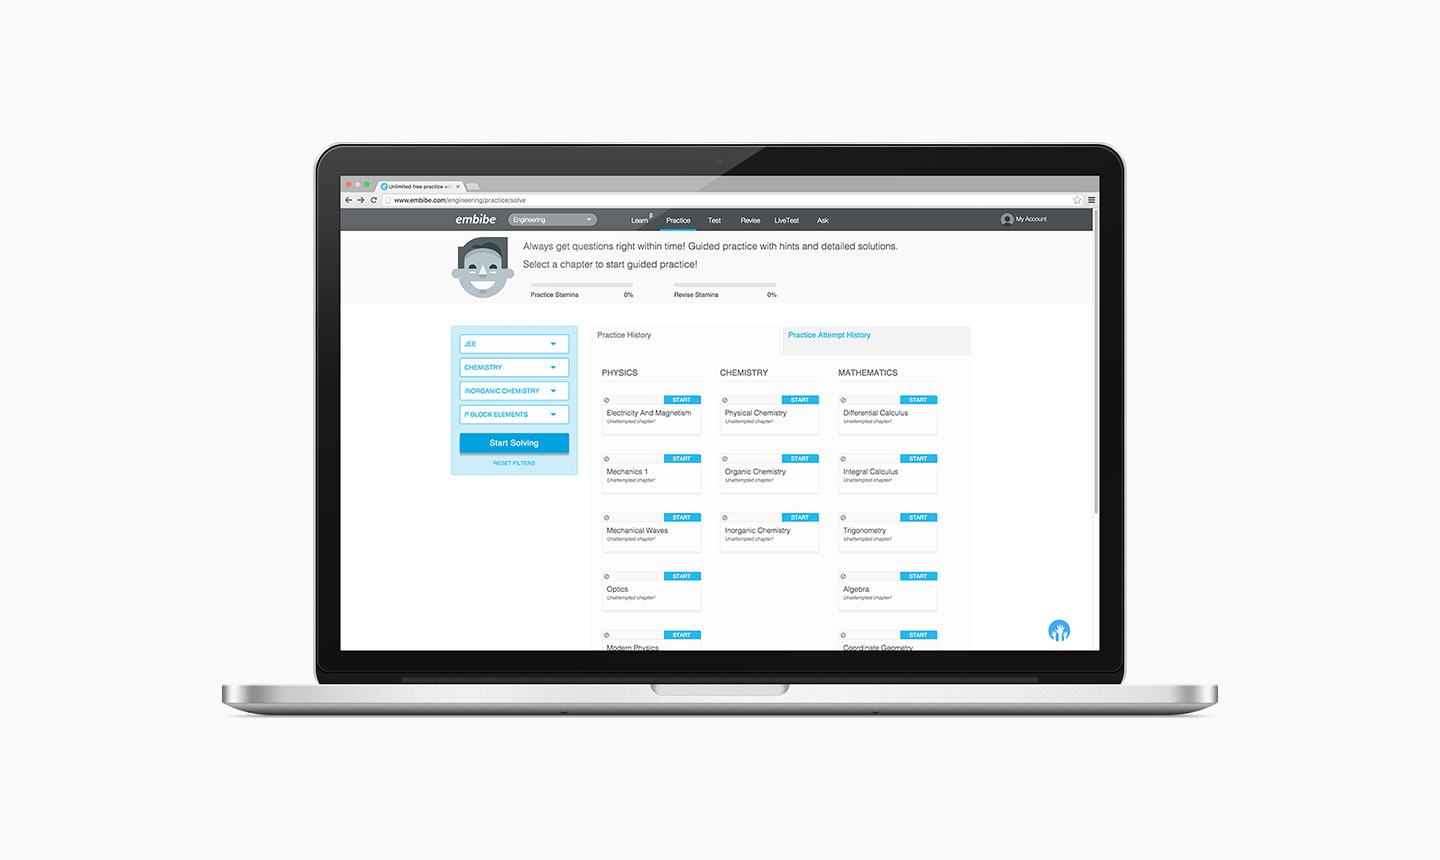 Unlimited free practice wit
www.embibe.com/engineering/practice/solve
embibe
Engineering
Learn β
Practice
Test
Revise
LiveTest
Ask
My Account
Always get questions right within time! Guided practice with hints and detailed solutions.
Select a chapter to start guided practice!
Practice Stamina 0%
Revise Stamina 0%
JEE
CHEMISTRY
INORGANIC CHEMISTRY
P BLOCK ELEMENTS
Start Solving
RESET FILTERS
Practice History
Practice Attempt History
PHYSICS
START
Electricity And Magnetism
Unattempted chapter!
START
Mechanics 1
Unattempted chapter!
START
Mechanical Waves
Unattempted chapter!
START
Optics
Unattempted chapter!
START
Modern Physics
CHEMISTRY
START
Physical Chemistry
Unattempted chapter!
START
Organic Chemistry
Unattempted chapter!
START
Inorganic Chemistry
Unattempted chapter!
MATHEMATICS
START
Differential Calculus
Unattempted chapter!
START
Integral Calculus
Unattempted chapter!
START
Trigonometry
Unattempted chapter!
START
Algebra
Unattempted chapter!
START
Coordinate Geometry